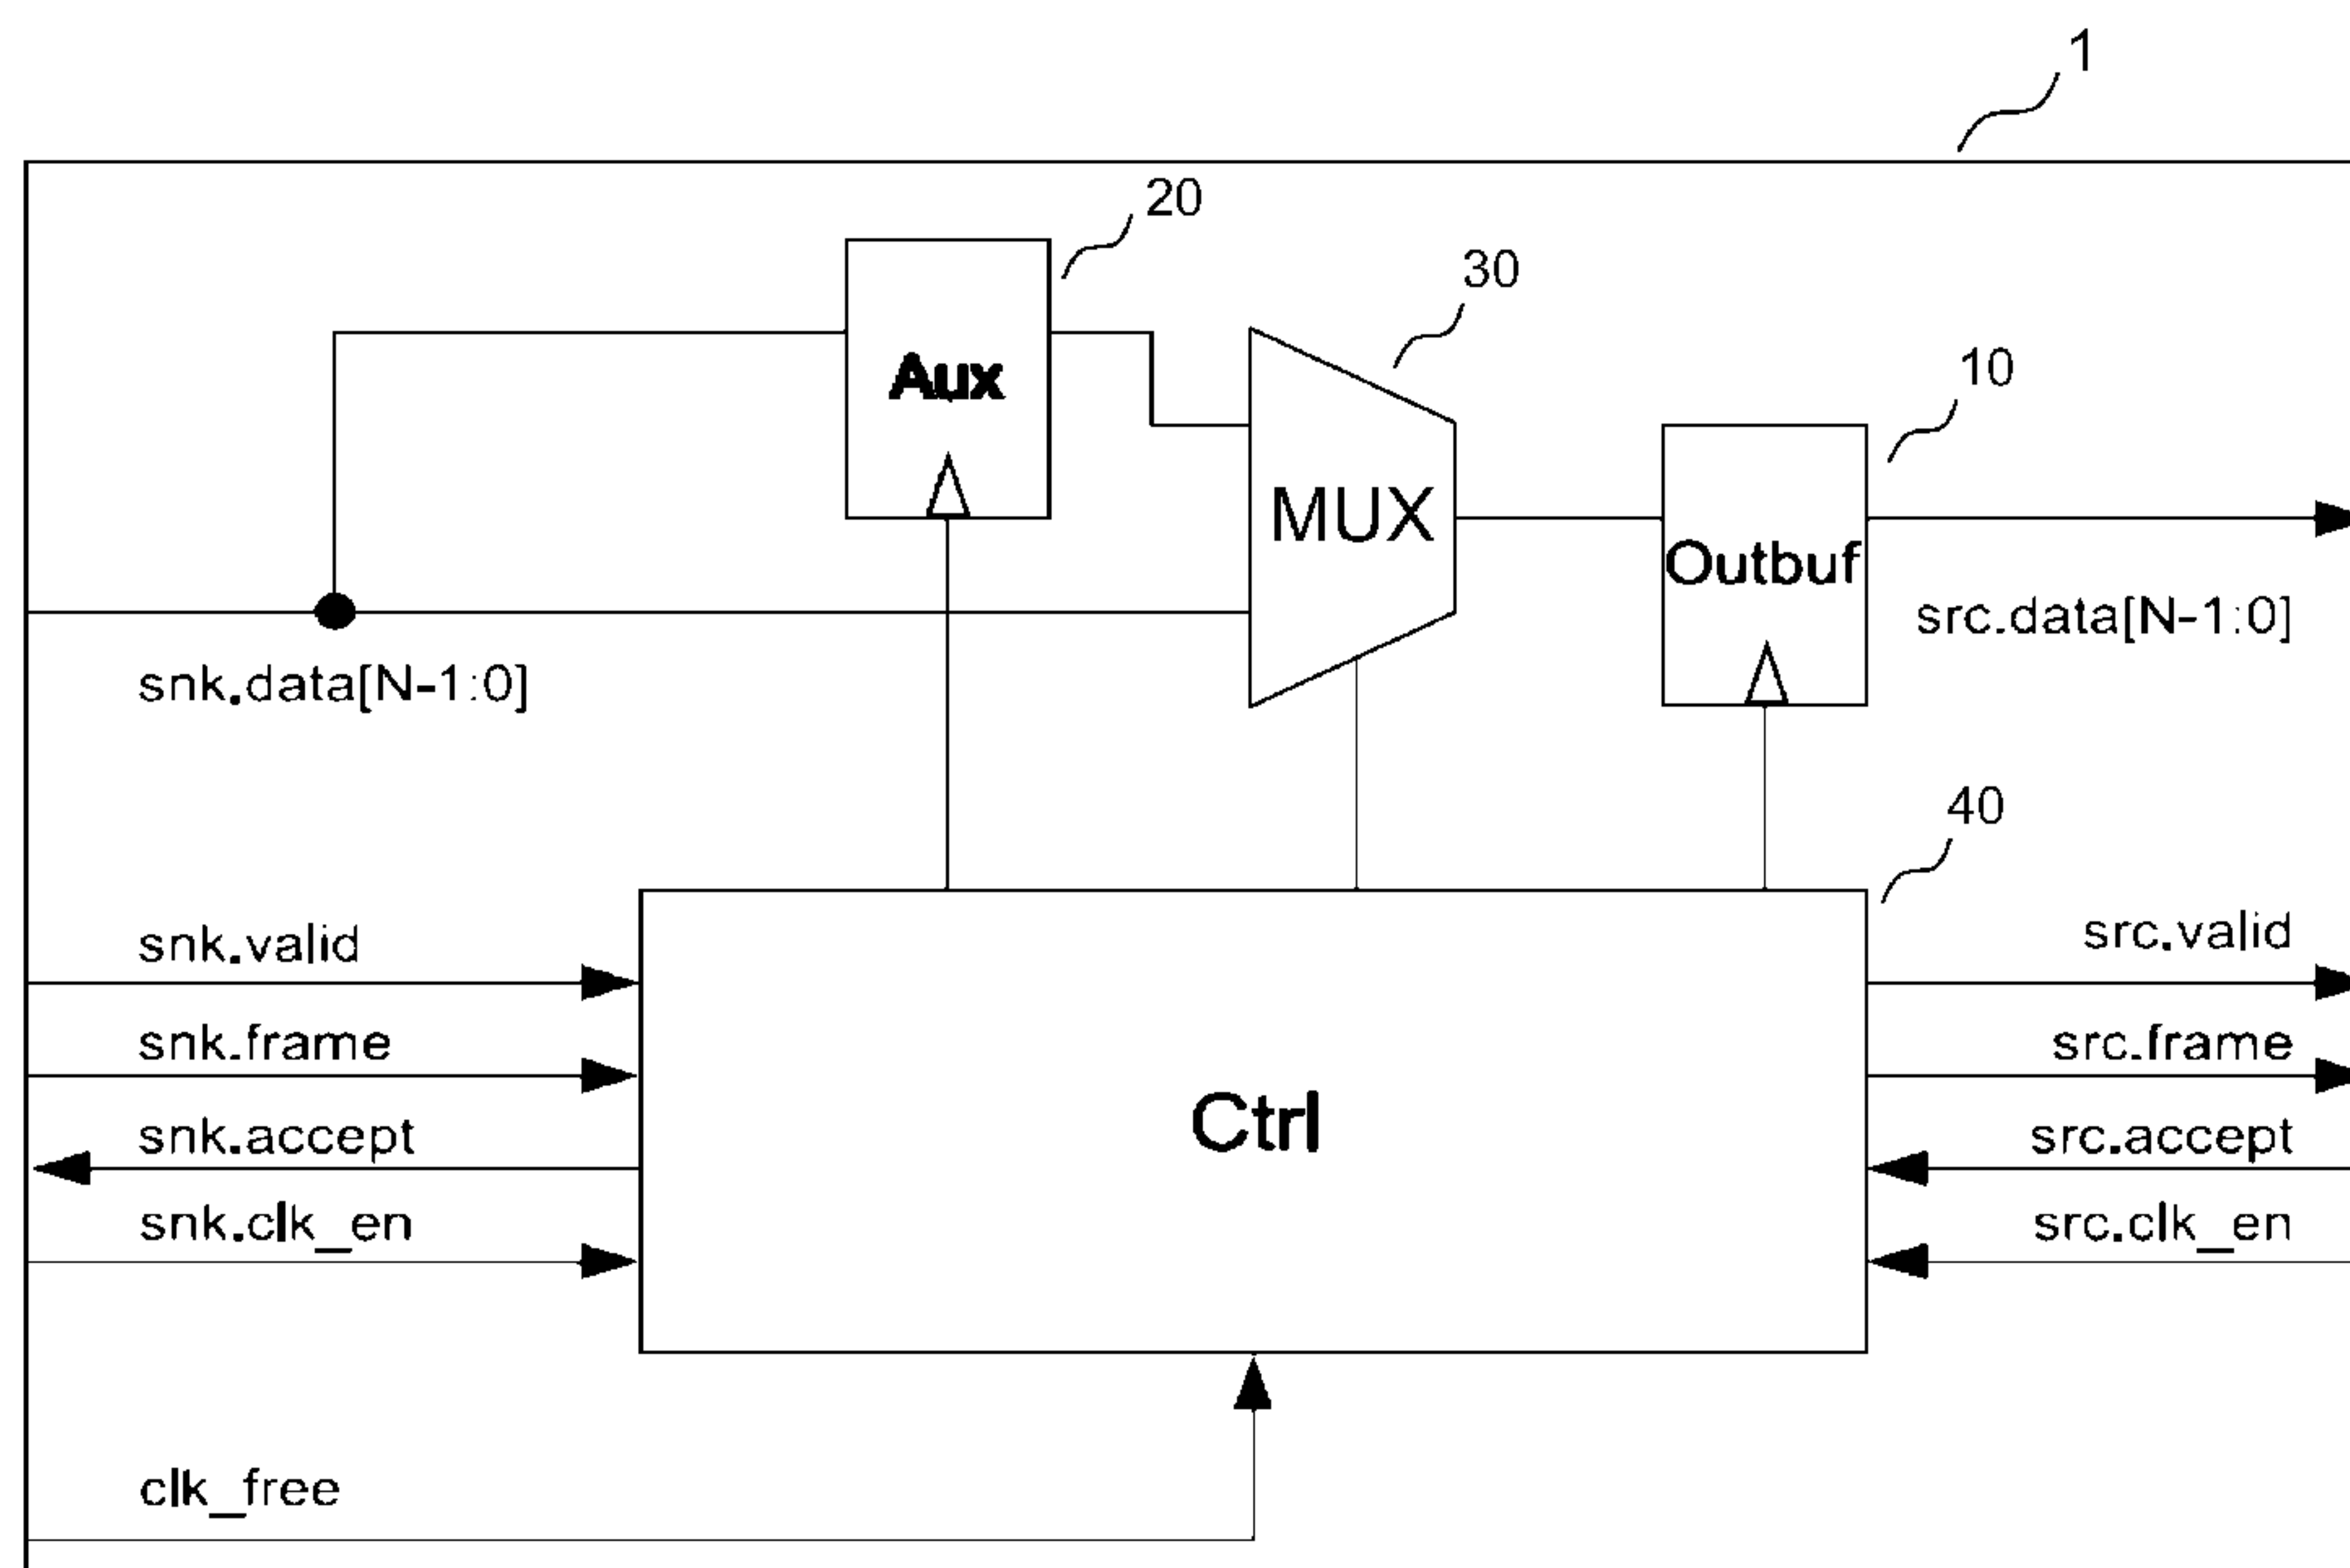 1
20
30
10
Aux
MUX
Outbuf
src.data[N-1:0]
snk.data[N-1:0]
40
snk.valid
src.valid
snk.frame
src.frame
Ctrl
snk.accept
src.accept
snk.clk_en
src.clk_en
clk_free